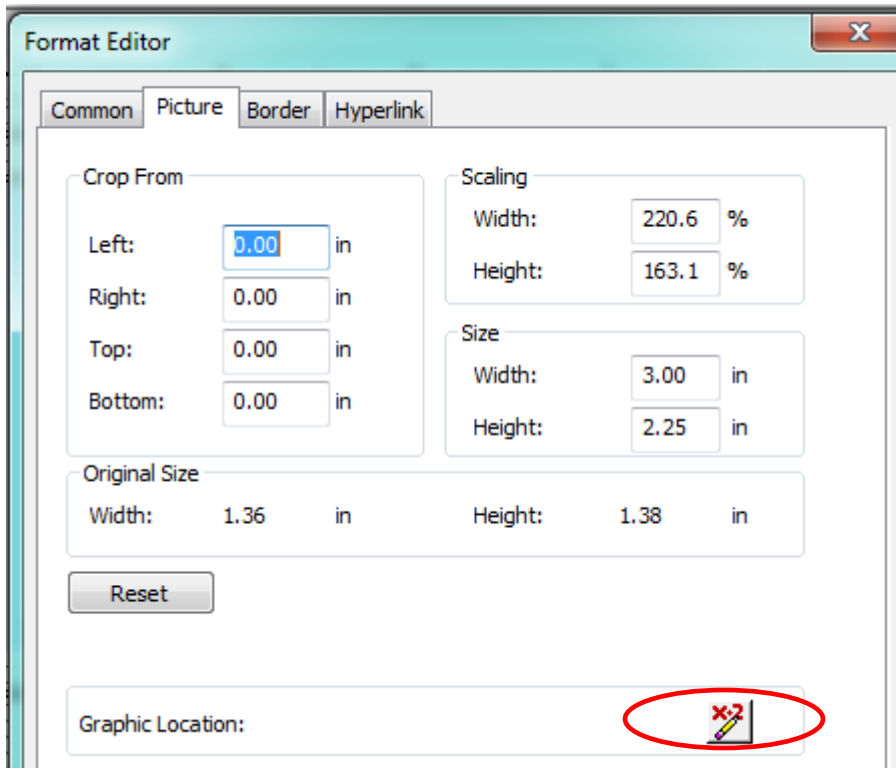 Format Editor
Common Picture Border Hyperlink
Crop From
Left: 0.00 in
Right: 0.00 in
Top: 0.00 in
Bottom: 0.00 in
Scaling
Width: 220.6 %
Height: 163.1 %
Size
Width: 3.00 in
Height: 2.25 in
Original Size
Width: 1.36 in Height: 1.38 in
Reset
Graphic Location: X+2